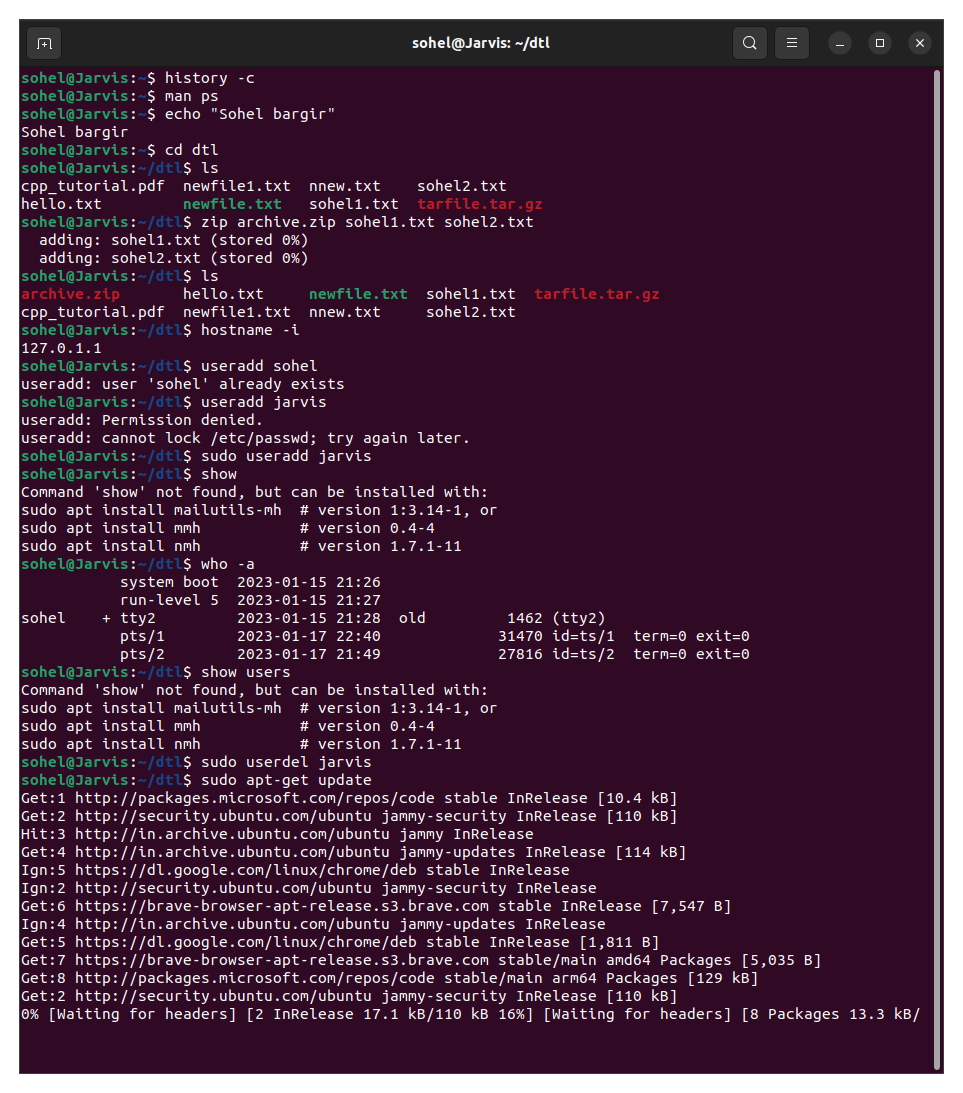 sohel@Jarvis: ~/dtl
sohel@Jarvis:~$ history -c
sohel@Jarvis:~$ man ps
sohel@Jarvis:~$ echo "Sohel bargir"
Sohel bargir
sohel@Jarvis:~$ cd dtl
sohel@Jarvis:~/dtl$ ls
cpp_tutorial.pdf  newfile1.txt  nnew.txt    sohel2.txt
hello.txt         newfile.txt   sohel1.txt  tarfile.tar.gz
sohel@Jarvis:~/dtl$ zip archive.zip sohel1.txt sohel2.txt
  adding: sohel1.txt (stored 0%)
  adding: sohel2.txt (stored 0%)
sohel@Jarvis:~/dtl$ ls
archive.zip       hello.txt     newfile.txt  sohel1.txt  tarfile.tar.gz
cpp_tutorial.pdf  newfile1.txt  nnew.txt     sohel2.txt
sohel@Jarvis:~/dtl$ hostname -i
127.0.1.1
sohel@Jarvis:~/dtl$ useradd sohel
useradd: user 'sohel' already exists
sohel@Jarvis:~/dtl$ useradd jarvis
useradd: Permission denied.
useradd: cannot lock /etc/passwd; try again later.
sohel@Jarvis:~/dtl$ sudo useradd jarvis
sohel@Jarvis:~/dtl$ show
Command 'show' not found, but can be installed with:
sudo apt install mailutils-mh  # version 1:3.14-1, or
sudo apt install mmh           # version 0.4-4
sudo apt install nmh           # version 1.7.1-11
sohel@Jarvis:~/dtl$ who -a
           system boot  2023-01-15 21:26
           run-level 5  2023-01-15 21:27
sohel    + tty2         2023-01-15 21:28  old         1462 (tty2)
           pts/1        2023-01-17 22:40             31470 id=ts/1  term=0 exit=0
           pts/2        2023-01-17 21:49             27816 id=ts/2  term=0 exit=0
sohel@Jarvis:~/dtl$ show users
Command 'show' not found, but can be installed with:
sudo apt install mailutils-mh  # version 1:3.14-1, or
sudo apt install mmh           # version 0.4-4
sudo apt install nmh           # version 1.7.1-11
sohel@Jarvis:~/dtl$ sudo userdel jarvis
sohel@Jarvis:~/dtl$ sudo apt-get update
Get:1 http://packages.microsoft.com/repos/code stable InRelease [10.4 kB]
Get:2 http://security.ubuntu.com/ubuntu jammy-security InRelease [110 kB]
Hit:3 http://in.archive.ubuntu.com/ubuntu jammy InRelease
Get:4 http://in.archive.ubuntu.com/ubuntu jammy-updates InRelease [114 kB]
Ign:5 https://dl.google.com/linux/chrome/deb stable InRelease
Ign:2 http://security.ubuntu.com/ubuntu jammy-security InRelease
Get:6 https://brave-browser-apt-release.s3.brave.com stable InRelease [7,547 B]
Ign:4 http://in.archive.ubuntu.com/ubuntu jammy-updates InRelease
Get:5 https://dl.google.com/linux/chrome/deb stable InRelease [1,811 B]
Get:7 https://brave-browser-apt-release.s3.brave.com stable/main amd64 Packages [5,035 B]
Get:8 http://packages.microsoft.com/repos/code stable/main arm64 Packages [129 kB]
Get:2 http://security.ubuntu.com/ubuntu jammy-security InRelease [110 kB]
0% [Waiting for headers] [2 InRelease 17.1 kB/110 kB 16%] [Waiting for headers] [8 Packages 13.3 kB/